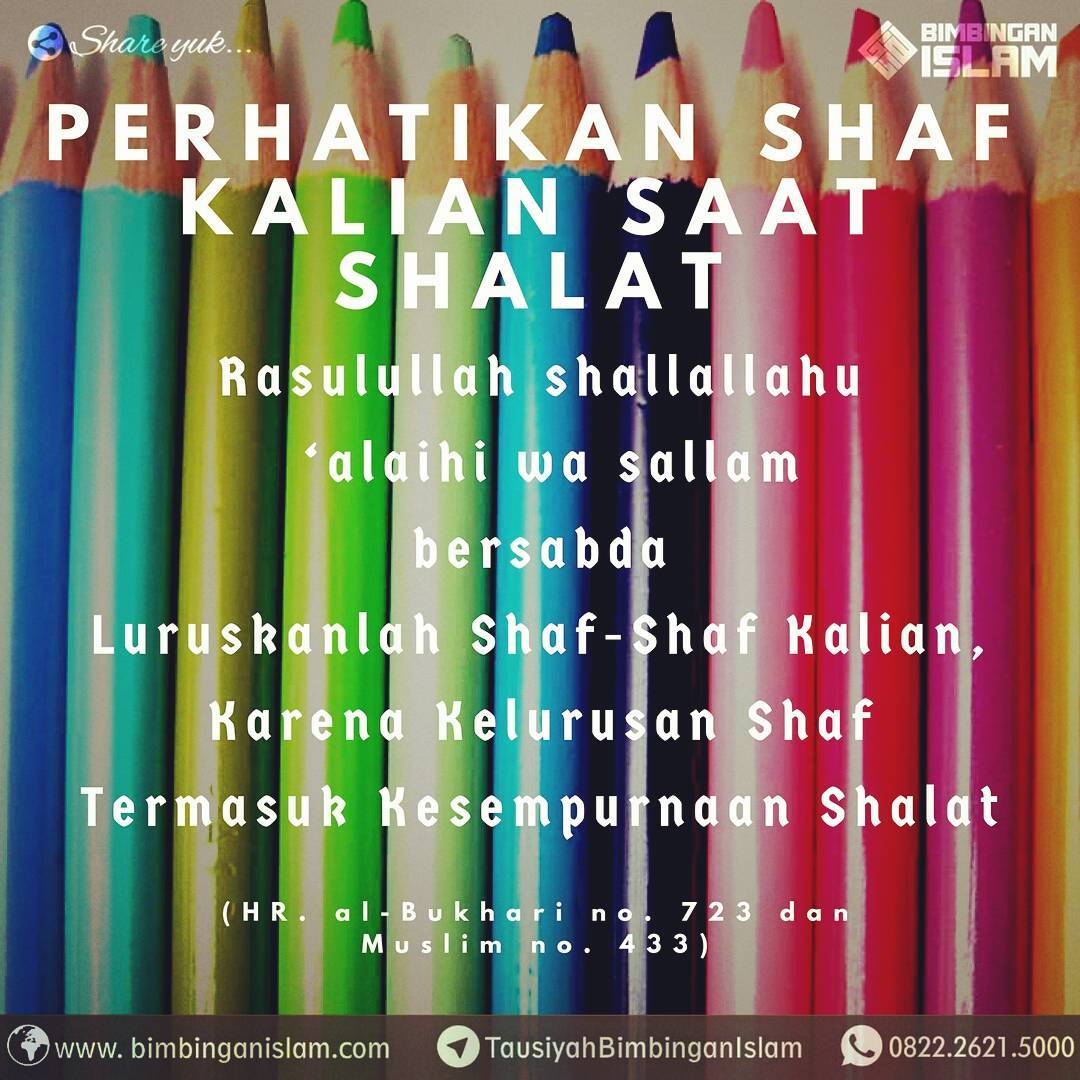 Share yuk...
BIMBINGAN
ISLAM
PERHATIKAN SHAF
KALIAN SAAT
SHALAT
Rasulullah shallallahu
‘alaihi wa sallam
bersabda
Luruskanlah Shaf-Shaf Kalian,
Karena Kelurusan Shaf
Termasuk Kesempurnaan Shalat
(HR. al-Bukhari no. 723 dan
Muslim no. 433)
www. bimbinganislam.com
TausiyahBimbinganIslam
0822.2621.5000